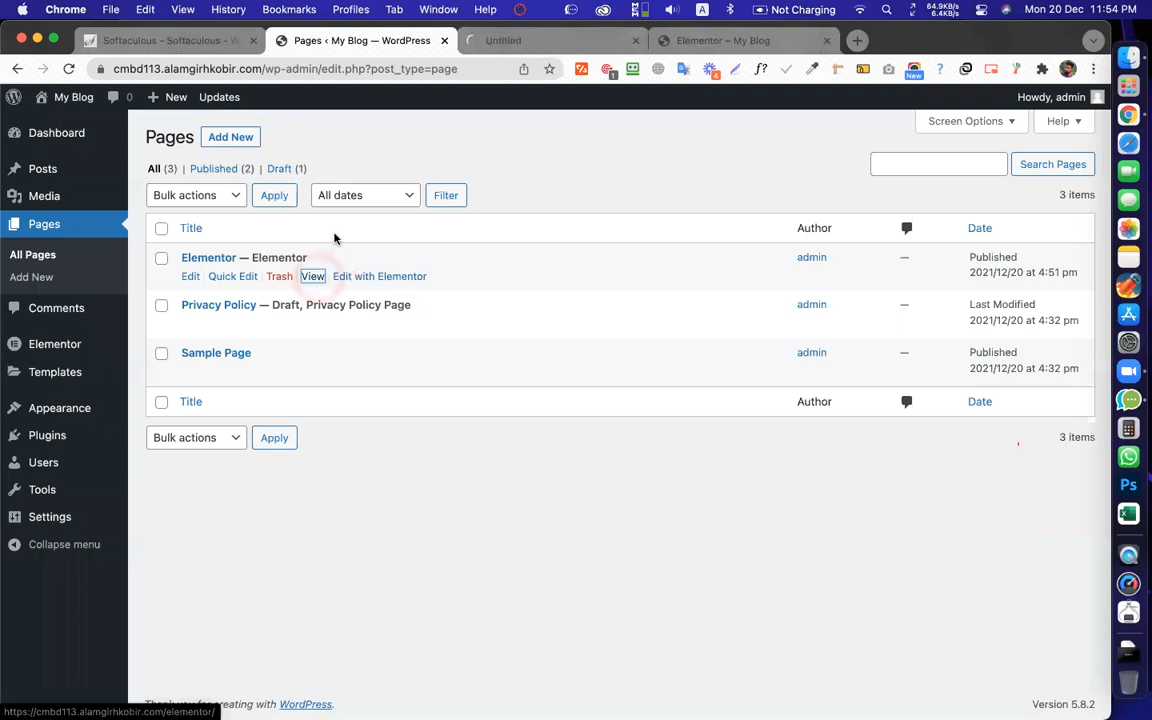 Chrome File Edit View History Bookmarks Profiles Tab Window Help 64.9KB/s 6.4KB/s A Not Charging Mon 20 Dec 11:54 PM
Softaculous - Softaculous - W Pages ‹ My Blog — WordPress Untitled Elementor – My Blog
cmbd113.alamgirhkobir.com/wp-admin/edit.php?post_type=page
1 4 f? New
My Blog 0 New Updates Howdy, admin
Dashboard
Posts
Media
Pages
All Pages
Add New
Comments
Elementor
Templates
Appearance
Plugins
Users
Tools
Settings
Collapse menu
Screen Options Help
Pages Add New
All (3) | Published (2) | Draft (1)
Search Pages
Bulk actions Apply All dates Filter 3 items
Title Author Date
Elementor — Elementor admin — Published
2021/12/20 at 4:51 pm
Edit | Quick Edit | Trash | View | Edit with Elementor
Privacy Policy — Draft, Privacy Policy Page admin — Last Modified
2021/12/20 at 4:32 pm
Sample Page admin — Published
2021/12/20 at 4:32 pm
Title Author Date
Bulk actions Apply 3 items
creating with WordPress. Version 5.8.2
https://cmbd113.alamgirhkobir.com/elementor/
Ps